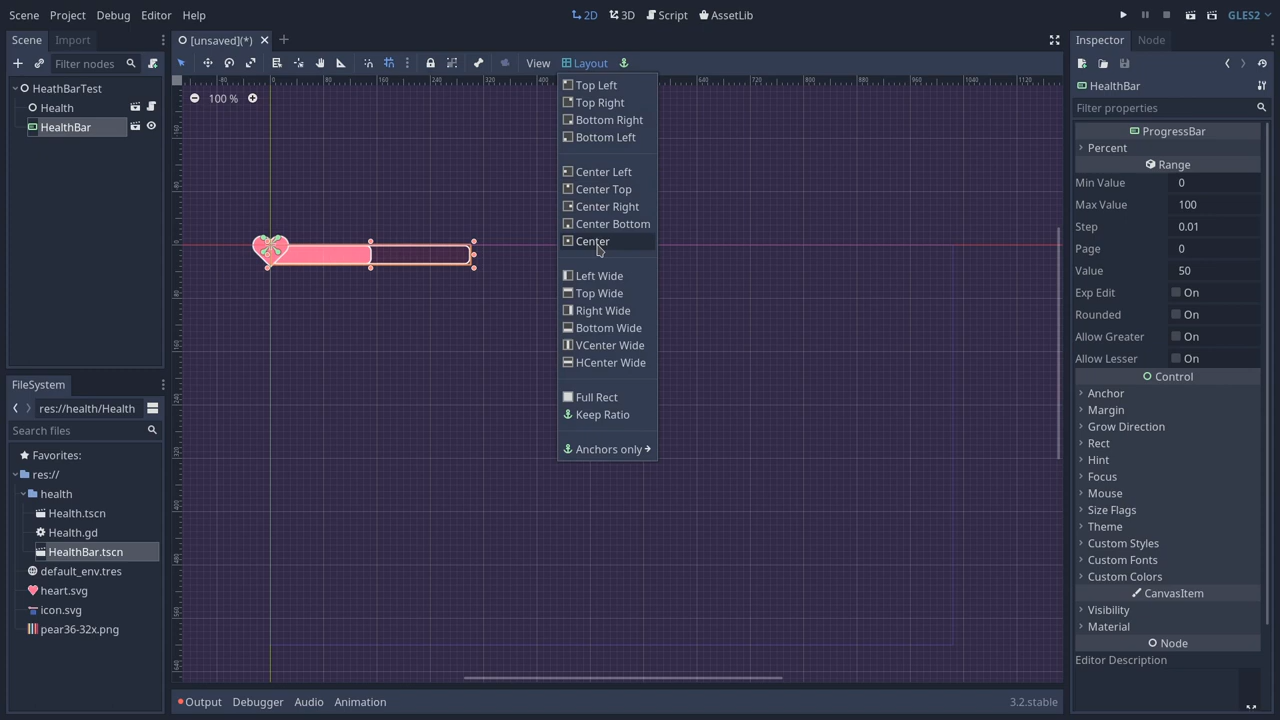 Scene Project Debug Editor Help 2D 3D Script AssetLib GLES2
Scene Import [unsaved](*) Inspector Node
Filter nodes View Layout
HeathBarTest
Health
HealthBar
100 %
Top Left
Top Right
Bottom Right
Bottom Left
Center Left
Center Top
Center Right
Center Bottom
Center
Left Wide
Top Wide
Right Wide
Bottom Wide
VCenter Wide
HCenter Wide
Full Rect
Keep Ratio
Anchors only
HealthBar
Filter properties
ProgressBar
Percent
Range
Min Value 0
Max Value 100
Step 0.01
Page 0
Value 50
Exp Edit On
Rounded On
Allow Greater On
Allow Lesser On
Control
Anchor
Margin
Grow Direction
Rect
Hint
Focus
Mouse
Size Flags
Theme
Custom Styles
Custom Fonts
Custom Colors
CanvasItem
Visibility
Material
Node
Editor Description
FileSystem
res://health/Health
Search files
Favorites:
res://
health
Health.tscn
Health.gd
HealthBar.tscn
default_env.tres
heart.svg
icon.svg
pear36-32x.png
Output Debugger Audio Animation 3.2.stable